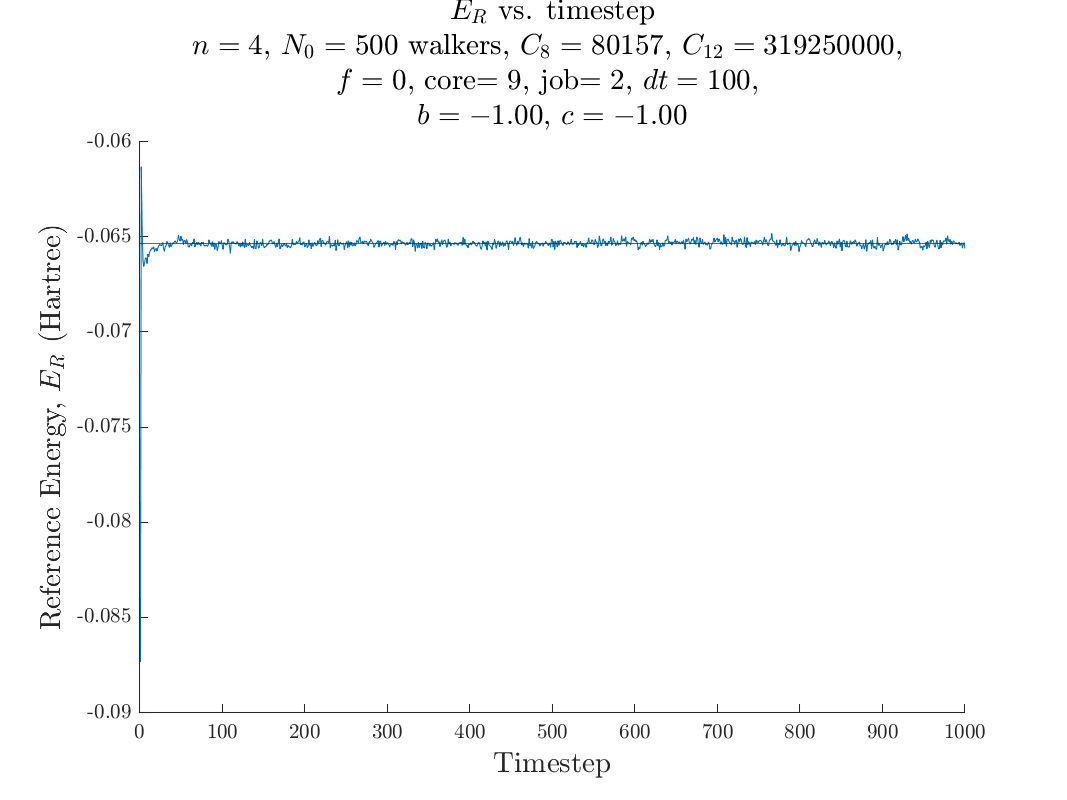 E_R vs. timestep
n = 4, N_0 = 500 walkers, C_8 = 80157, C_12 = 319250000,
f = 0, core= 9, job= 2, dt = 100,
b = −1.00, c = −1.00
Reference Energy, E_R (Hartree)
-0.06
-0.065
-0.07
-0.075
-0.08
-0.085
-0.09
0 100 200 300 400 500 600 700 800 900 1000
Timestep